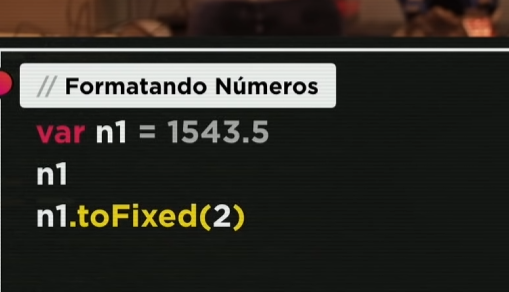 // Formatando Números
var n1 = 1543.5
n1
n1.toFixed(2)